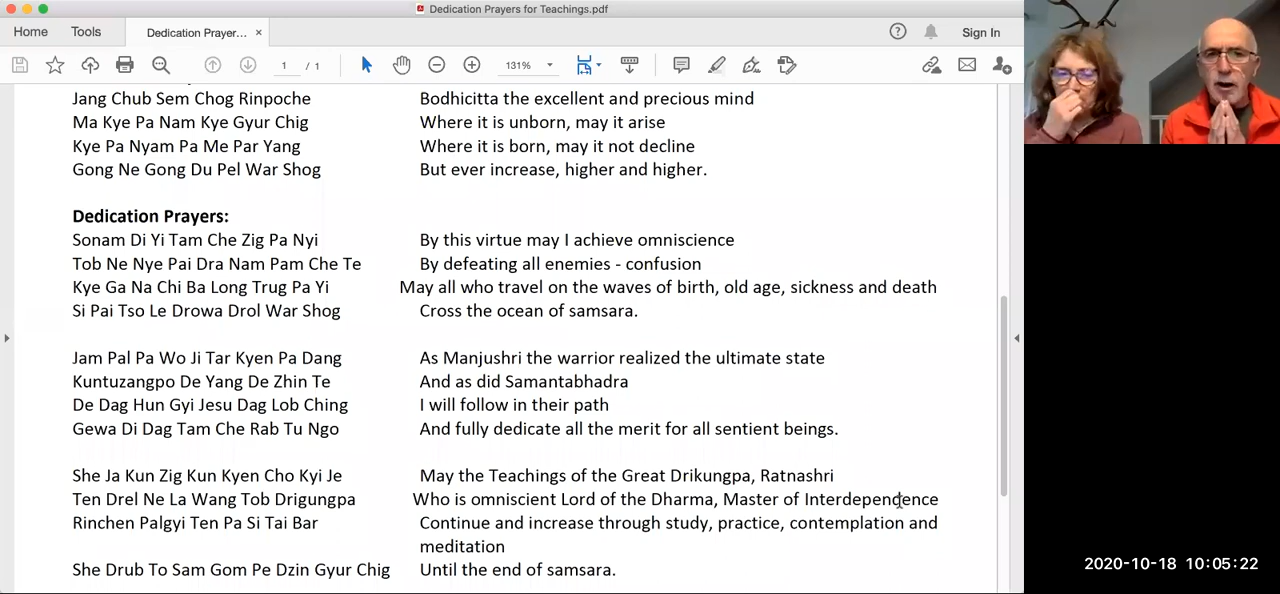 Dedication Prayers for Teachings.pdf
Home Tools Dedication Prayer... × Sign In
1 / 1 131%
Jang Chub Sem Chog Rinpoche Bodhicitta the excellent and precious mind
Ma Kye Pa Nam Kye Gyur Chig Where it is unborn, may it arise
Kye Pa Nyam Pa Me Par Yang Where it is born, may it not decline
Gong Ne Gong Du Pel War Shog But ever increase, higher and higher.
Dedication Prayers:
Sonam Di Yi Tam Che Zig Pa Nyi By this virtue may I achieve omniscience
Tob Ne Nye Pai Dra Nam Pam Che Te By defeating all enemies - confusion
Kye Ga Na Chi Ba Long Trug Pa Yi May all who travel on the waves of birth, old age, sickness and death
Si Pai Tso Le Drowa Drol War Shog Cross the ocean of samsara.
Jam Pal Pa Wo Ji Tar Kyen Pa Dang As Manjushri the warrior realized the ultimate state
Kuntuzangpo De Yang De Zhin Te And as did Samantabhadra
De Dag Hun Gyi Jesu Dag Lob Ching I will follow in their path
Gewa Di Dag Tam Che Rab Tu Ngo And fully dedicate all the merit for all sentient beings.
She Ja Kun Zig Kun Kyen Cho Kyi Je May the Teachings of the Great Drikungpa, Ratnashri
Ten Drel Ne La Wang Tob Drigungpa Who is omniscient Lord of the Dharma, Master of Interdependence
Rinchen Palgyi Ten Pa Si Tai Bar Continue and increase through study, practice, contemplation and
meditation
She Drub To Sam Gom Pe Dzin Gyur Chig Until the end of samsara.
2020-10-18 10:05:22